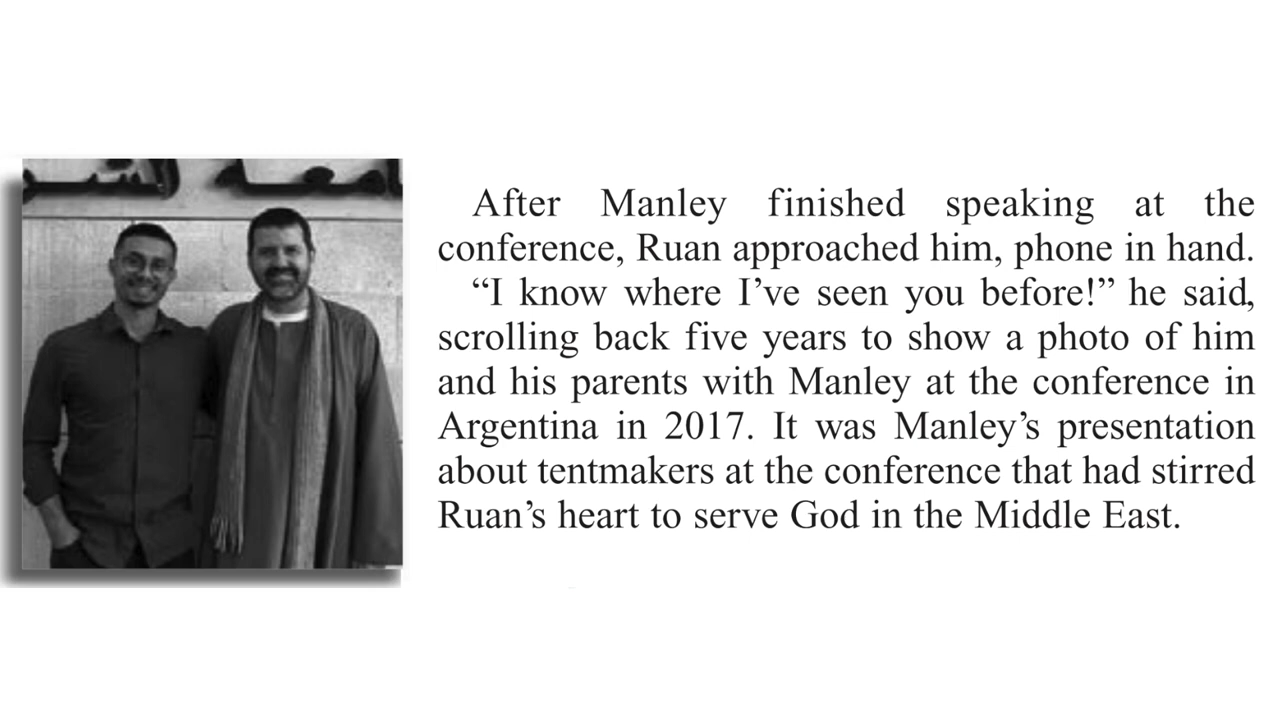 After Manley finished speaking at the
conference, Ruan approached him, phone in hand.
“I know where I’ve seen you before!” he said,
scrolling back five years to show a photo of him
and his parents with Manley at the conference in
Argentina in 2017. It was Manley’s presentation
about tentmakers at the conference that had stirred
Ruan’s heart to serve God in the Middle East.